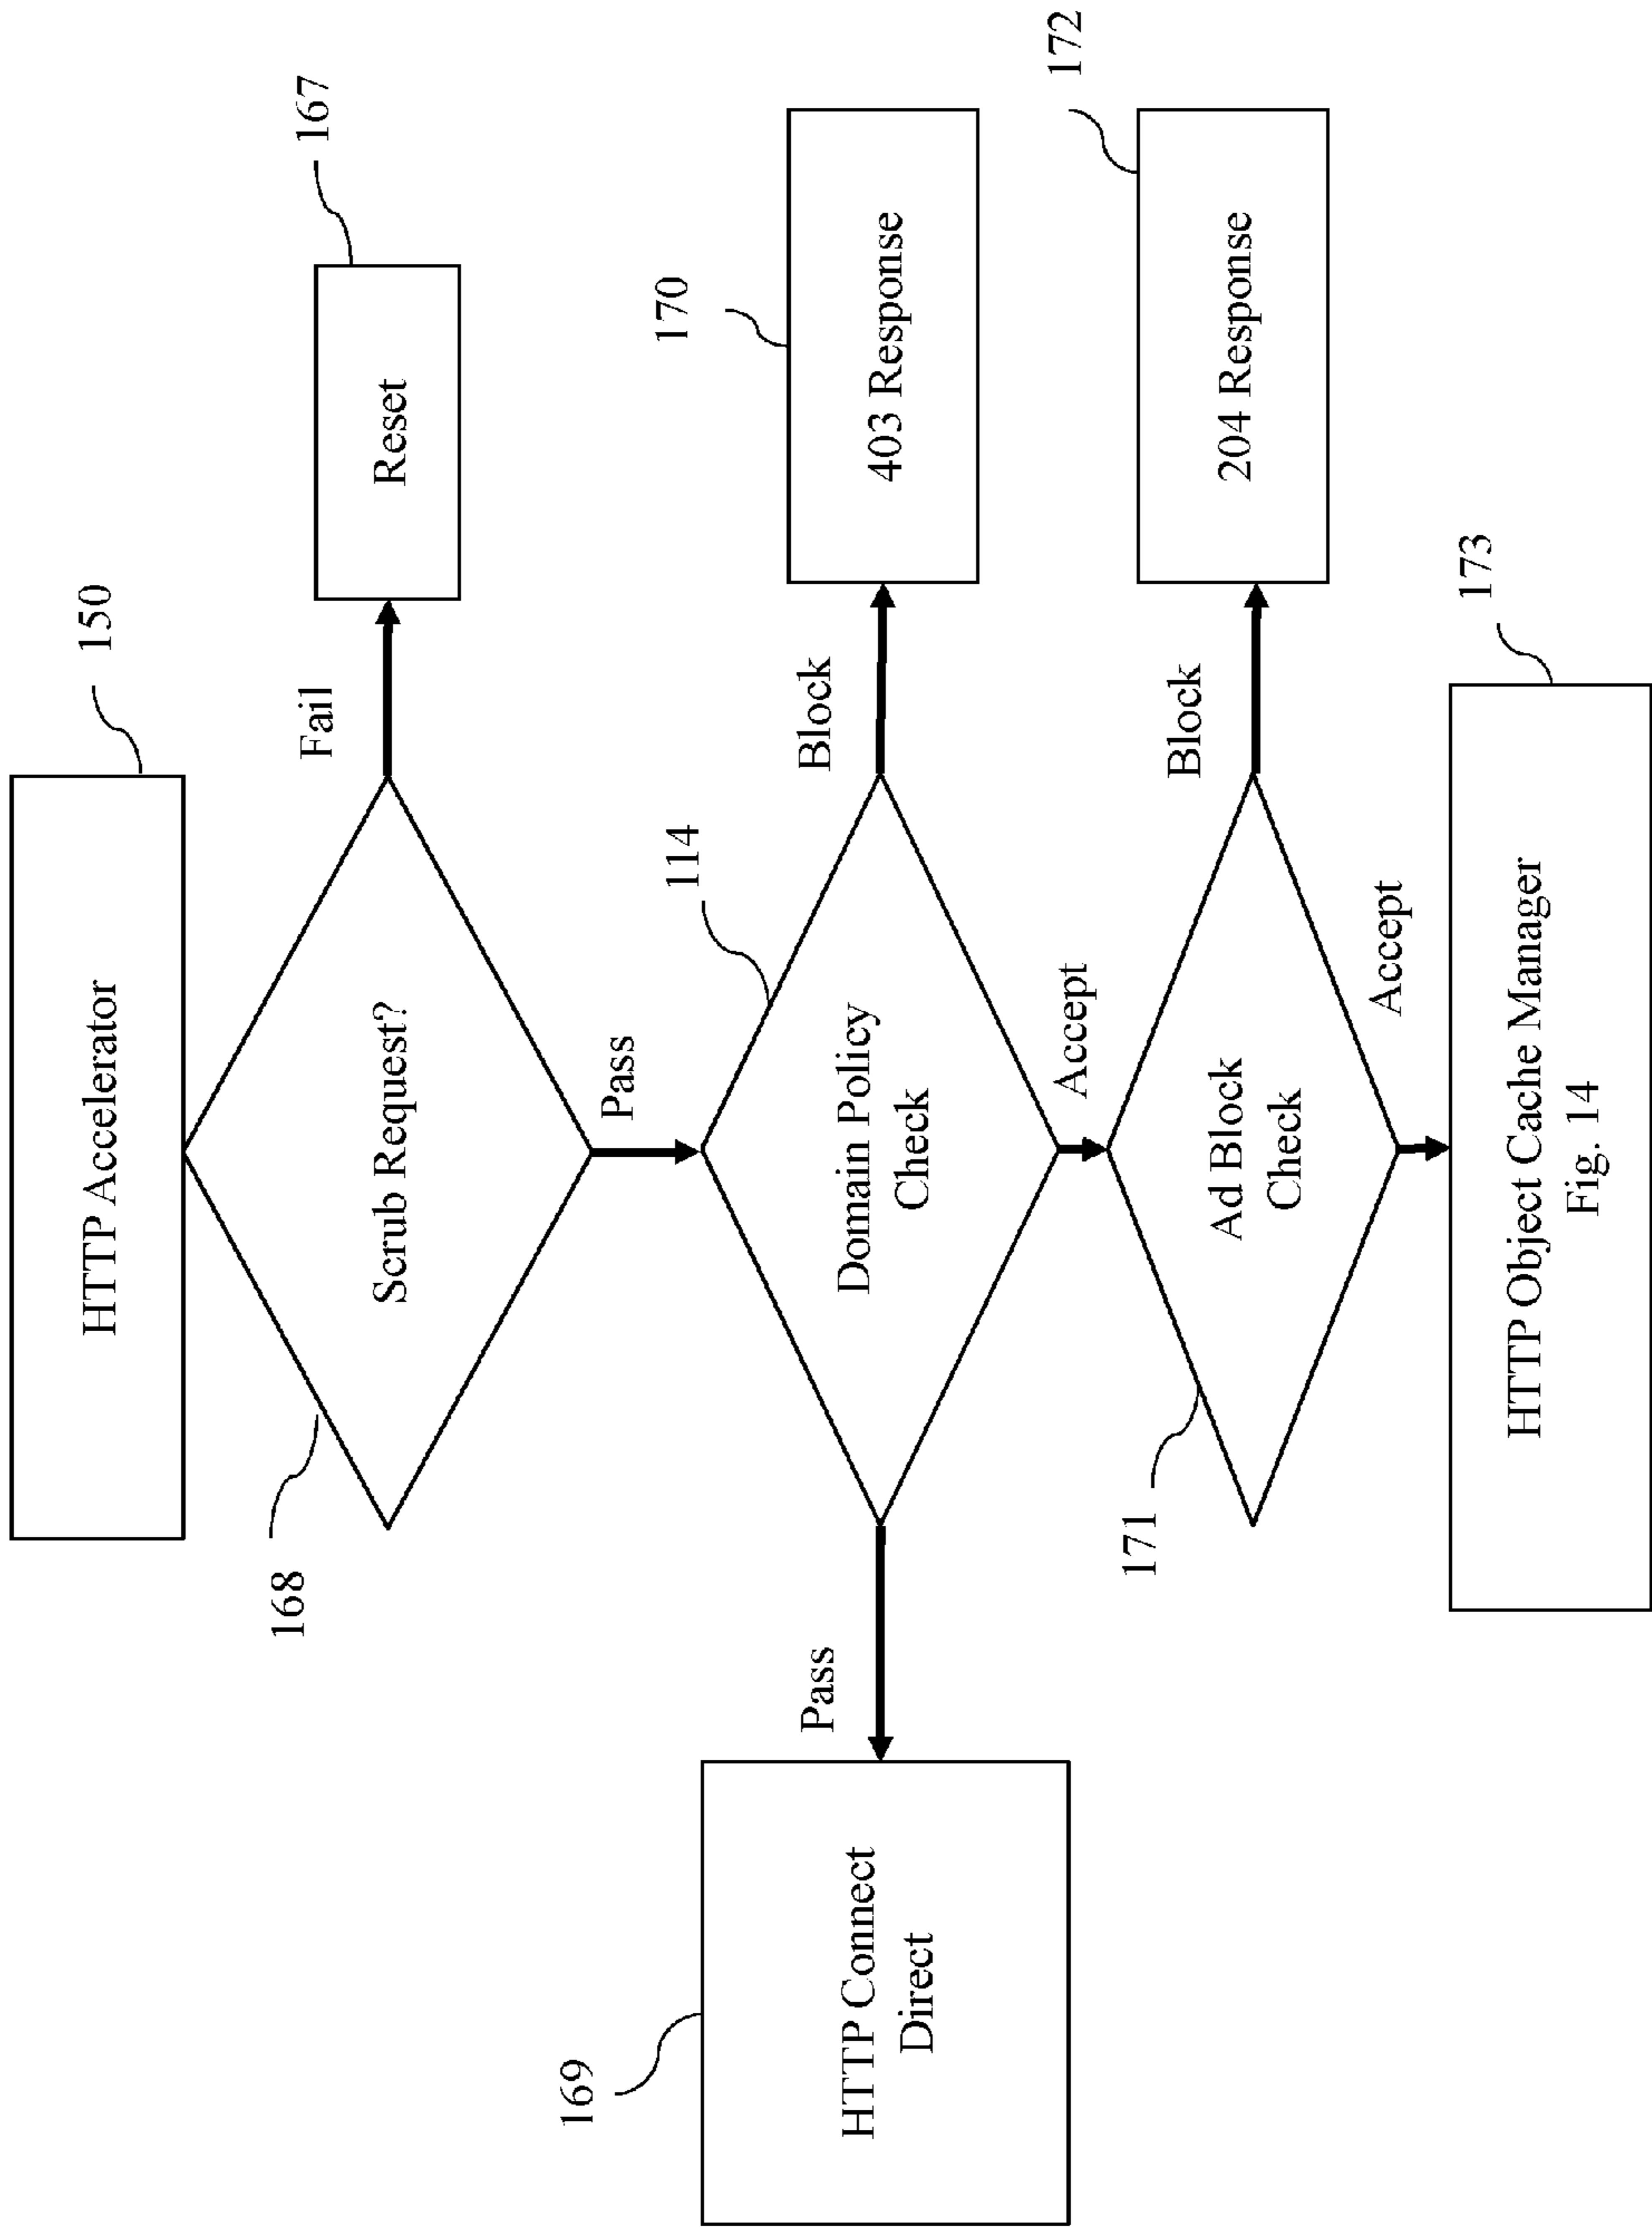 HTTP Accelerator
150
168
Scrub Request?
Fail
Reset
167
Pass
169
HTTP Connect
Direct
Pass
Domain Policy
Check
114
Block
403 Response
170
Accept
171
Ad Block
Check
Block
204 Response
172
Accept
HTTP Object Cache Manager
Fig. 14
173